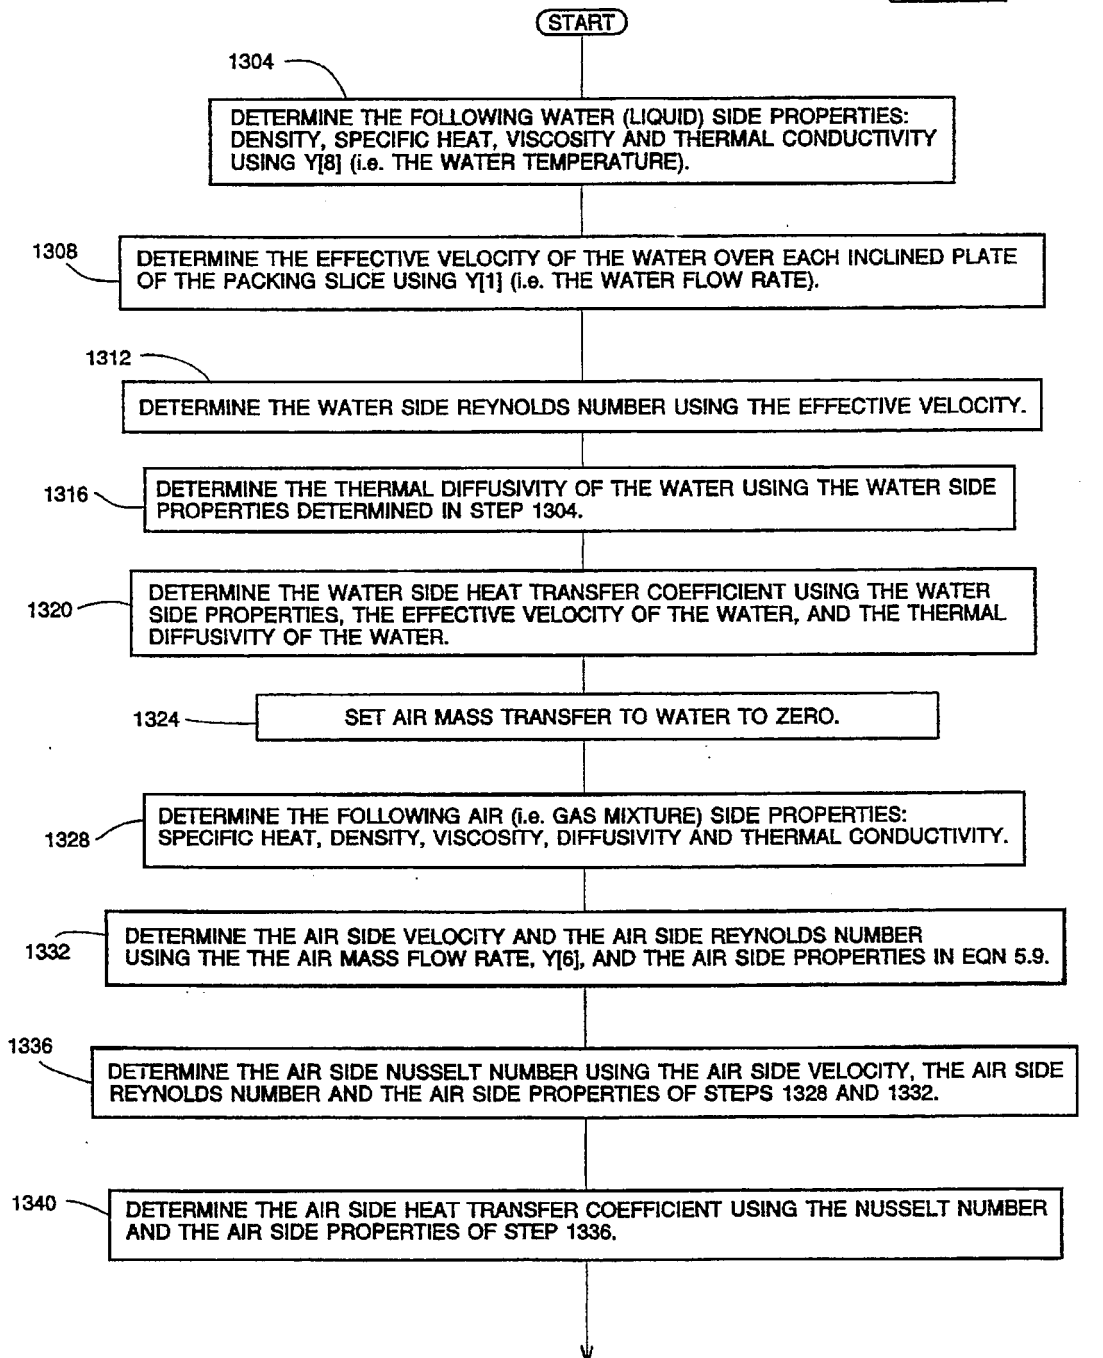 START
1304
DETERMINE THE FOLLOWING WATER (LIQUID) SIDE PROPERTIES:
DENSITY, SPECIFIC HEAT, VISCOSITY AND THERMAL CONDUCTIVITY
USING Y[8] (i.e. THE WATER TEMPERATURE).
1308
DETERMINE THE EFFECTIVE VELOCITY OF THE WATER OVER EACH INCLINED PLATE
OF THE PACKING SLICE USING Y[1] (i.e. THE WATER FLOW RATE).
1312
DETERMINE THE WATER SIDE REYNOLDS NUMBER USING THE EFFECTIVE VELOCITY.
1316
DETERMINE THE THERMAL DIFFUSIVITY OF THE WATER USING THE WATER SIDE
PROPERTIES DETERMINED IN STEP 1304.
1320
DETERMINE THE WATER SIDE HEAT TRANSFER COEFFICIENT USING THE WATER
SIDE PROPERTIES, THE EFFECTIVE VELOCITY OF THE WATER, AND THE THERMAL
DIFFUSIVITY OF THE WATER.
1324
SET AIR MASS TRANSFER TO WATER TO ZERO.
1328
DETERMINE THE FOLLOWING AIR (i.e. GAS MIXTURE) SIDE PROPERTIES:
SPECIFIC HEAT, DENSITY, VISCOSITY, DIFFUSIVITY AND THERMAL CONDUCTIVITY.
1332
DETERMINE THE AIR SIDE VELOCITY AND THE AIR SIDE REYNOLDS NUMBER
USING THE THE AIR MASS FLOW RATE, Y[6], AND THE AIR SIDE PROPERTIES IN EQN 5.9.
1336
DETERMINE THE AIR SIDE NUSSELT NUMBER USING THE AIR SIDE VELOCITY, THE AIR SIDE
REYNOLDS NUMBER AND THE AIR SIDE PROPERTIES OF STEPS 1328 AND 1332.
1340
DETERMINE THE AIR SIDE HEAT TRANSFER COEFFICIENT USING THE NUSSELT NUMBER
AND THE AIR SIDE PROPERTIES OF STEP 1336.